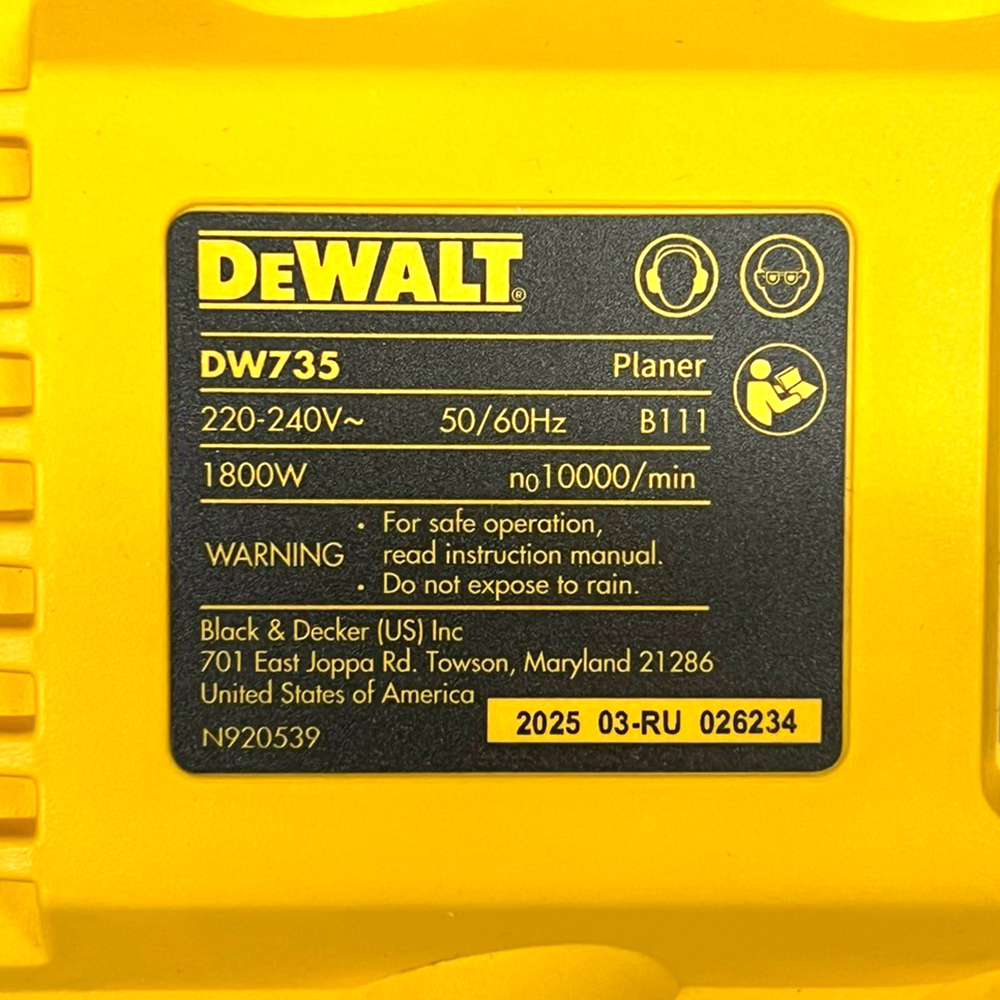 DEWALT®
DW735 Planer
220-240V~ 50/60Hz B111
1800W n₀10000/min
WARNING
• For safe operation,
read instruction manual.
• Do not expose to rain.
Black & Decker (US) Inc
701 East Joppa Rd. Towson, Maryland 21286
United States of America
N920539
2025 03-RU 026234